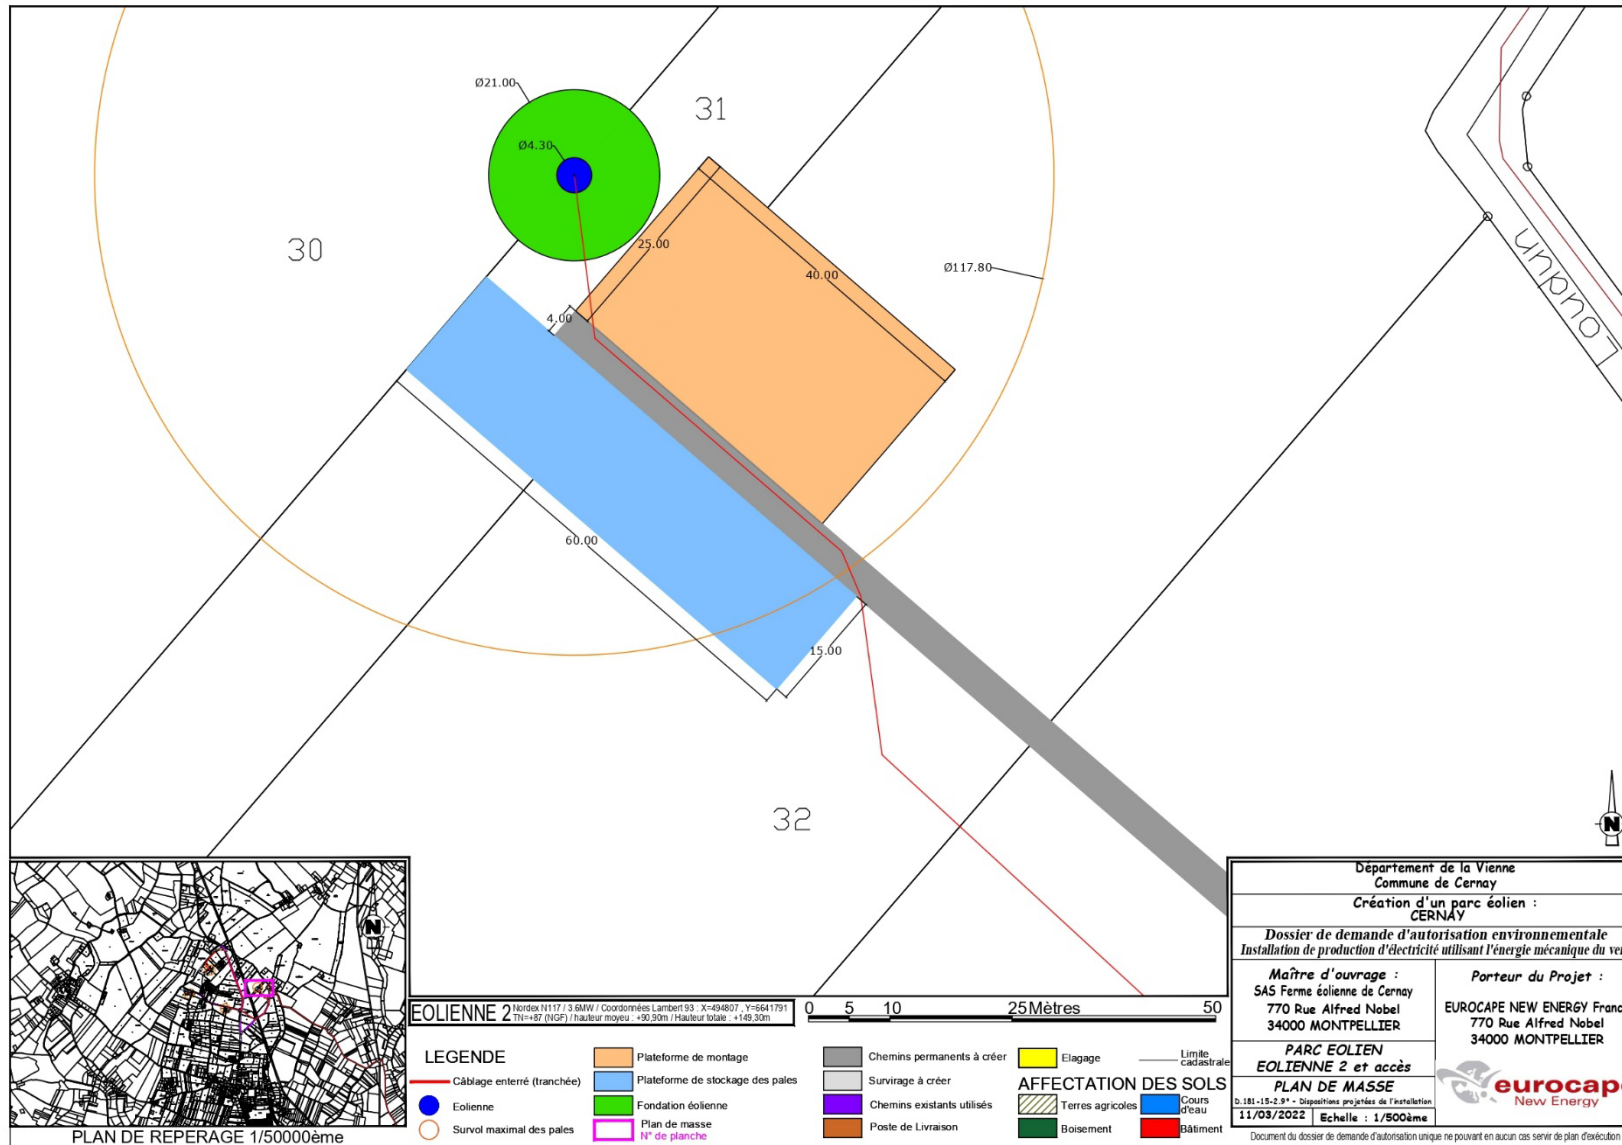 Ø21.00
31
Ø4.30
30
25.00
40.00
Ø117.80
4.00
Loudun
60.00
15.00
32
N
N
PLAN DE REPERAGE 1/50000ème
EOLIENNE 2
Nordex N117 / 3.6MW / Coordonnées Lambert 93 : X=494807 ; Y=6641791
TN=+87 (NGF) / hauteur moyeu : +90,90m / Hauteur totale : +149,30m
0 5 10 25 Mètres 50
LEGENDE
Câblage enterré (tranchée)
Eolienne
Survol maximal des pales
Plateforme de montage
Plateforme de stockage des pales
Fondation éolienne
Plan de masse
N° de planche
Chemins permanents à créer
Survirage à créer
Chemins existants utilisés
Poste de Livraison
Elagage
Limite
cadastrale
AFFECTATION DES SOLS
Terres agricoles
Cours
d'eau
Boisement
Bâtiment
Département de la Vienne
Commune de Cernay
Création d'un parc éolien :
CERNAY
Dossier de demande d'autorisation environnementale
Installation de production d'électricité utilisant l'énergie mécanique du ve
Maître d'ouvrage :
SAS Ferme éolienne de Cernay
770 Rue Alfred Nobel
34000 MONTPELLIER
Porteur du Projet :
EUROCAPE NEW ENERGY Franc
770 Rue Alfred Nobel
34000 MONTPELLIER
PARC EOLIEN
EOLIENNE 2 et accès
PLAN DE MASSE
D.181-15-2.9° - Dispositions projetées de l'installation
11/03/2022
Echelle : 1/500ème
eurocape
New Energy
Document du dossier de demande d'autorisation unique ne pouvant en aucun cas servir de plan d'exécution